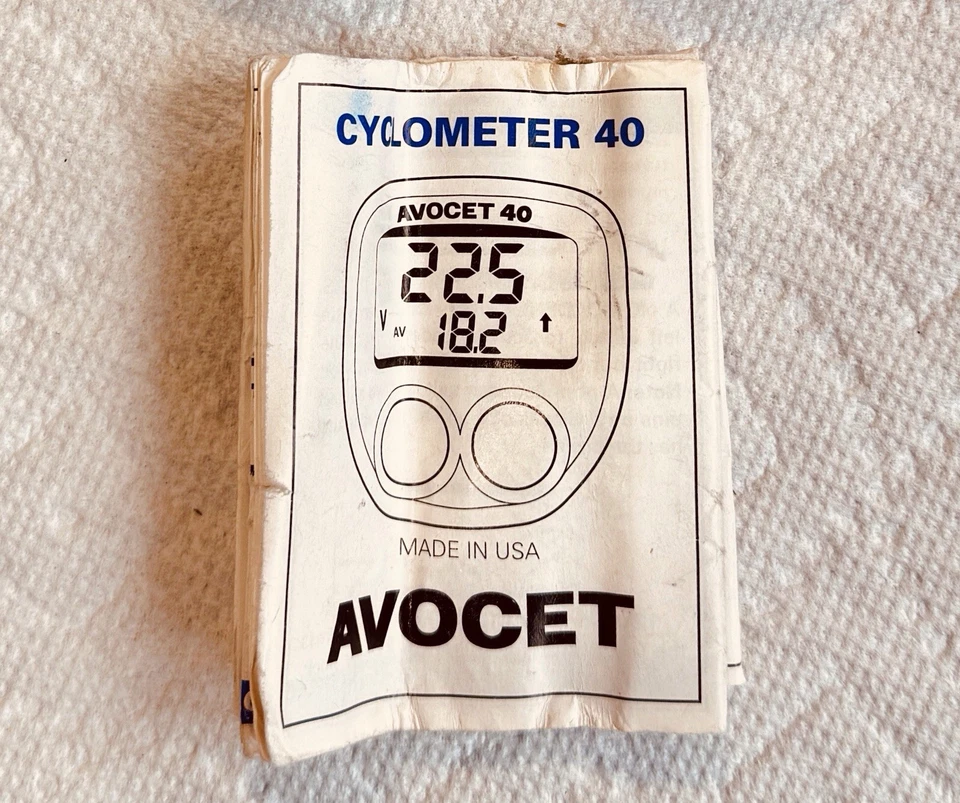 CYCLOMETER 40
AVOCET 40
22.5
V AV 18.2
MADE IN USA
AVOCET